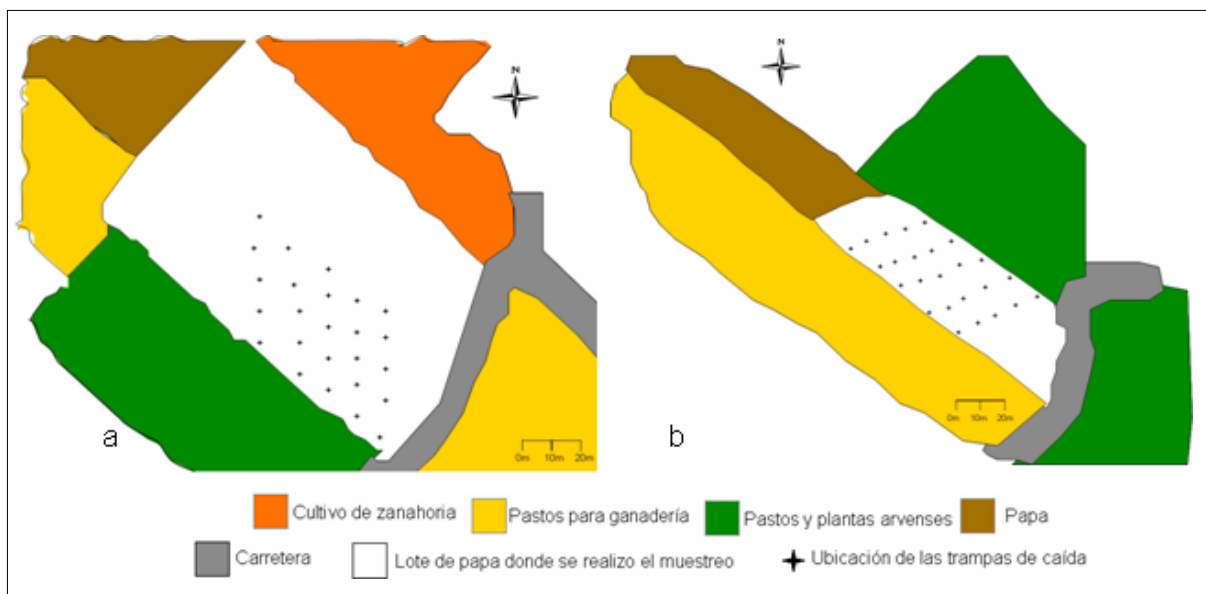 N
N
a
0m 10m 20m
b
0m 10m 20m
Cultivo de zanahoria Pastos para ganadería Pastos y plantas arvenses Papa
Carretera Lote de papa donde se realizo el muestreo Ubicación de las trampas de caída